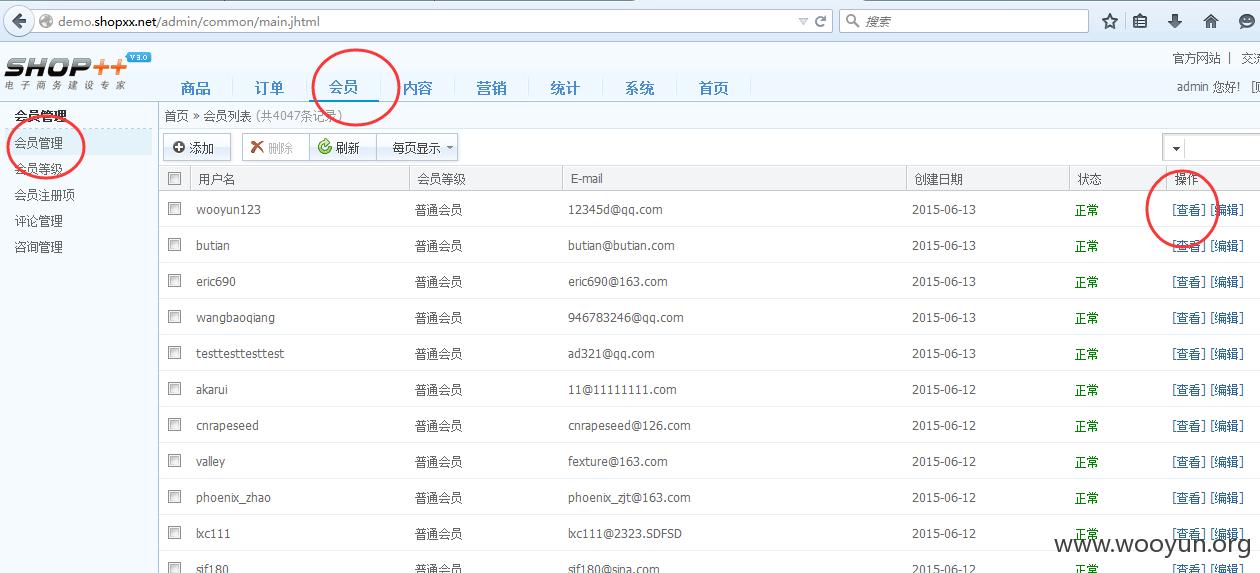 demo.shopxx.net/admin/common/main.jhtml 搜索
SHOP++ V 3.0
电子商务建设专家
官方网站 | 交流
商品 订单 会员 内容 营销 统计 系统 首页
admin 您好!
会员管理
会员管理
会员等级
会员注册项
评论管理
咨询管理
首页 » 会员列表 (共4047条记录)
添加 删除 刷新 每页显示
用户名 会员等级 E-mail 创建日期 状态 操作
wooyun123 普通会员 12345d@qq.com 2015-06-13 正常 [查看] [编辑]
butian 普通会员 butian@butian.com 2015-06-13 正常 [查看] [编辑]
eric690 普通会员 eric690@163.com 2015-06-13 正常 [查看] [编辑]
wangbaoqiang 普通会员 946783246@qq.com 2015-06-13 正常 [查看] [编辑]
testtesttesttest 普通会员 ad321@qq.com 2015-06-13 正常 [查看] [编辑]
akarui 普通会员 11@11111111.com 2015-06-12 正常 [查看] [编辑]
cnrapeseed 普通会员 cnrapeseed@126.com 2015-06-12 正常 [查看] [编辑]
valley 普通会员 fexture@163.com 2015-06-12 正常 [查看] [编辑]
phoenix_zhao 普通会员 phoenix_zjt@163.com 2015-06-12 正常 [查看] [编辑]
lxc111 普通会员 lxc111@2323.SDFSD 2015-06-12 正常 [查看] [编辑]
sjf180 普通会员 sjf180@sina.com 2015-06-12 正常 [查看] [编辑]
www.wooyun.org